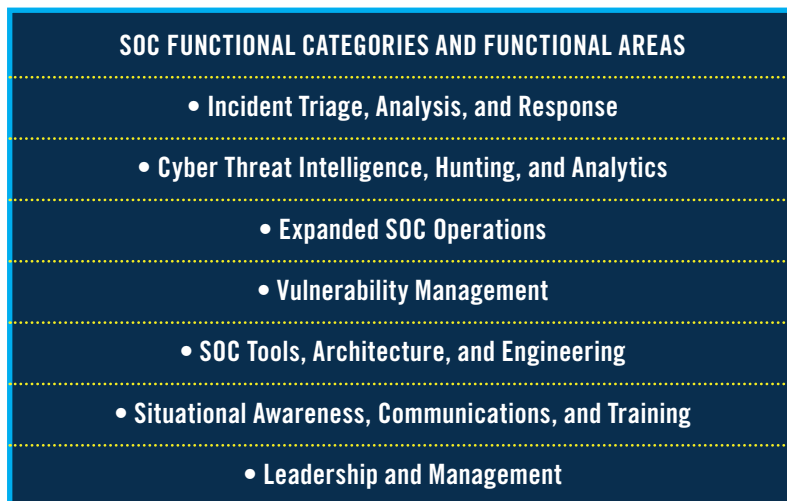 SOC FUNCTIONAL CATEGORIES AND FUNCTIONAL AREAS
• Incident Triage, Analysis, and Response
• Cyber Threat Intelligence, Hunting, and Analytics
• Expanded SOC Operations
• Vulnerability Management
• SOC Tools, Architecture, and Engineering
• Situational Awareness, Communications, and Training
• Leadership and Management